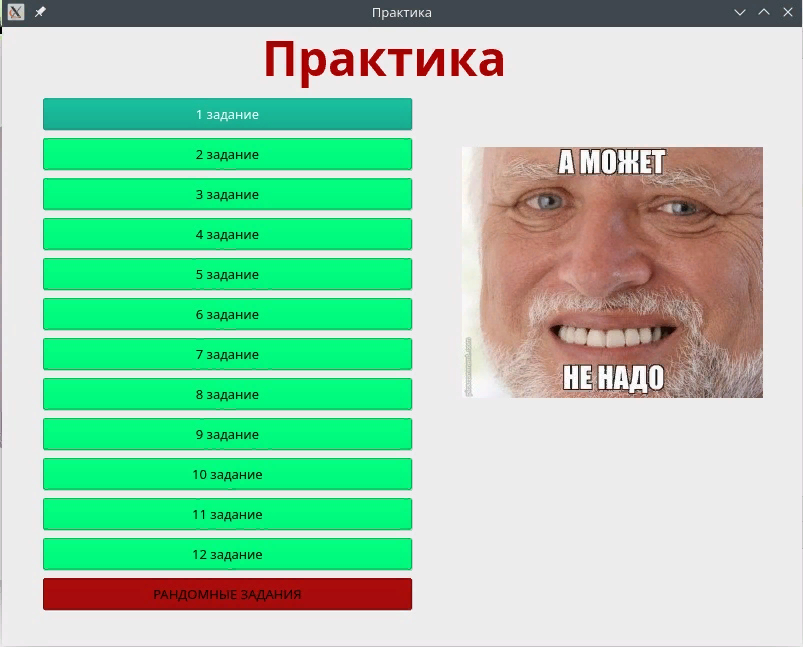 Практика
Практика
1 задание
2 задание
3 задание
4 задание
5 задание
6 задание
7 задание
8 задание
9 задание
10 задание
11 задание
12 задание
РАНДОМНЫЕ ЗАДАНИЯ
А МОЖЕТ
НЕ НАДО